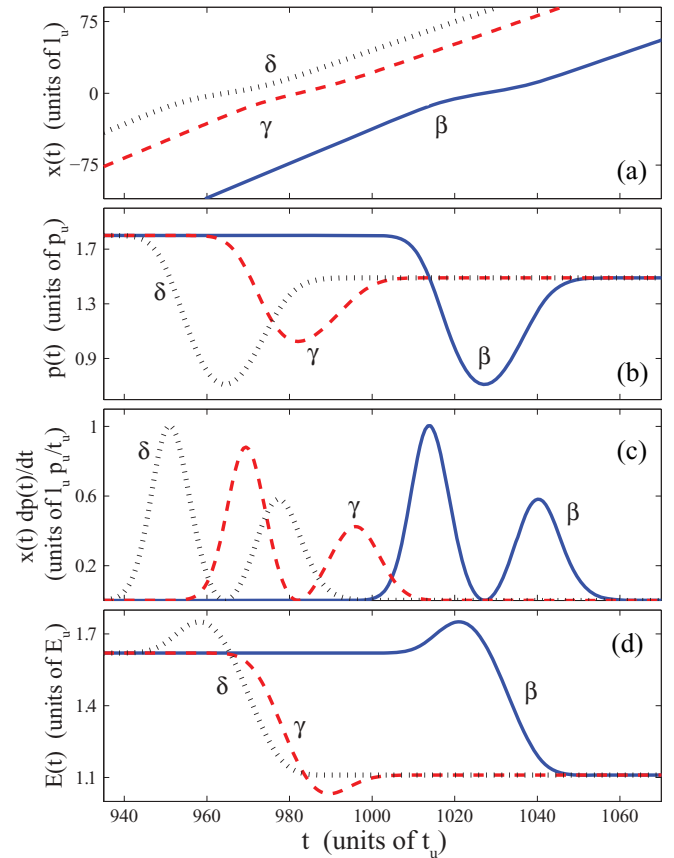 75
0
−75
x(t) (units of l_u)
δ
γ
β
(a)
1.7
1.3
0.9
p(t) (units of p_u)
δ
γ
β
(b)
1
0.6
0.2
x(t) dp(t)/dt
(units of l_u p_u/t_u)
δ
γ
β
(c)
1.7
1.4
1.1
E(t) (units of E_u)
δ
γ
β
(d)
940 960 980 1000 1020 1040 1060
t (units of t_u)